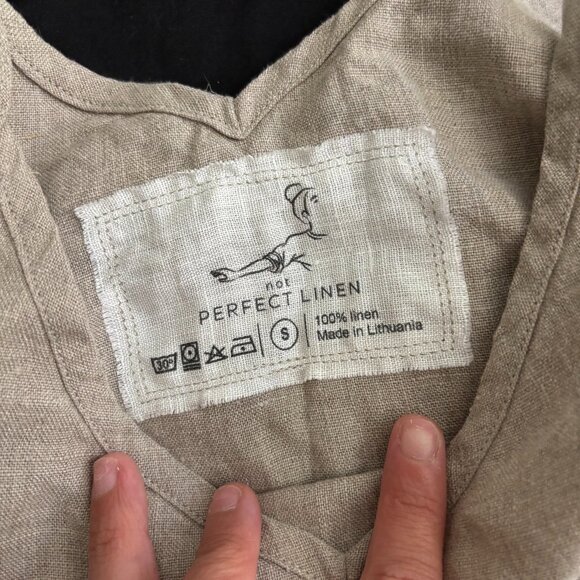 not
PERFECT LINEN
30° S 100% linen
Made in Lithuania